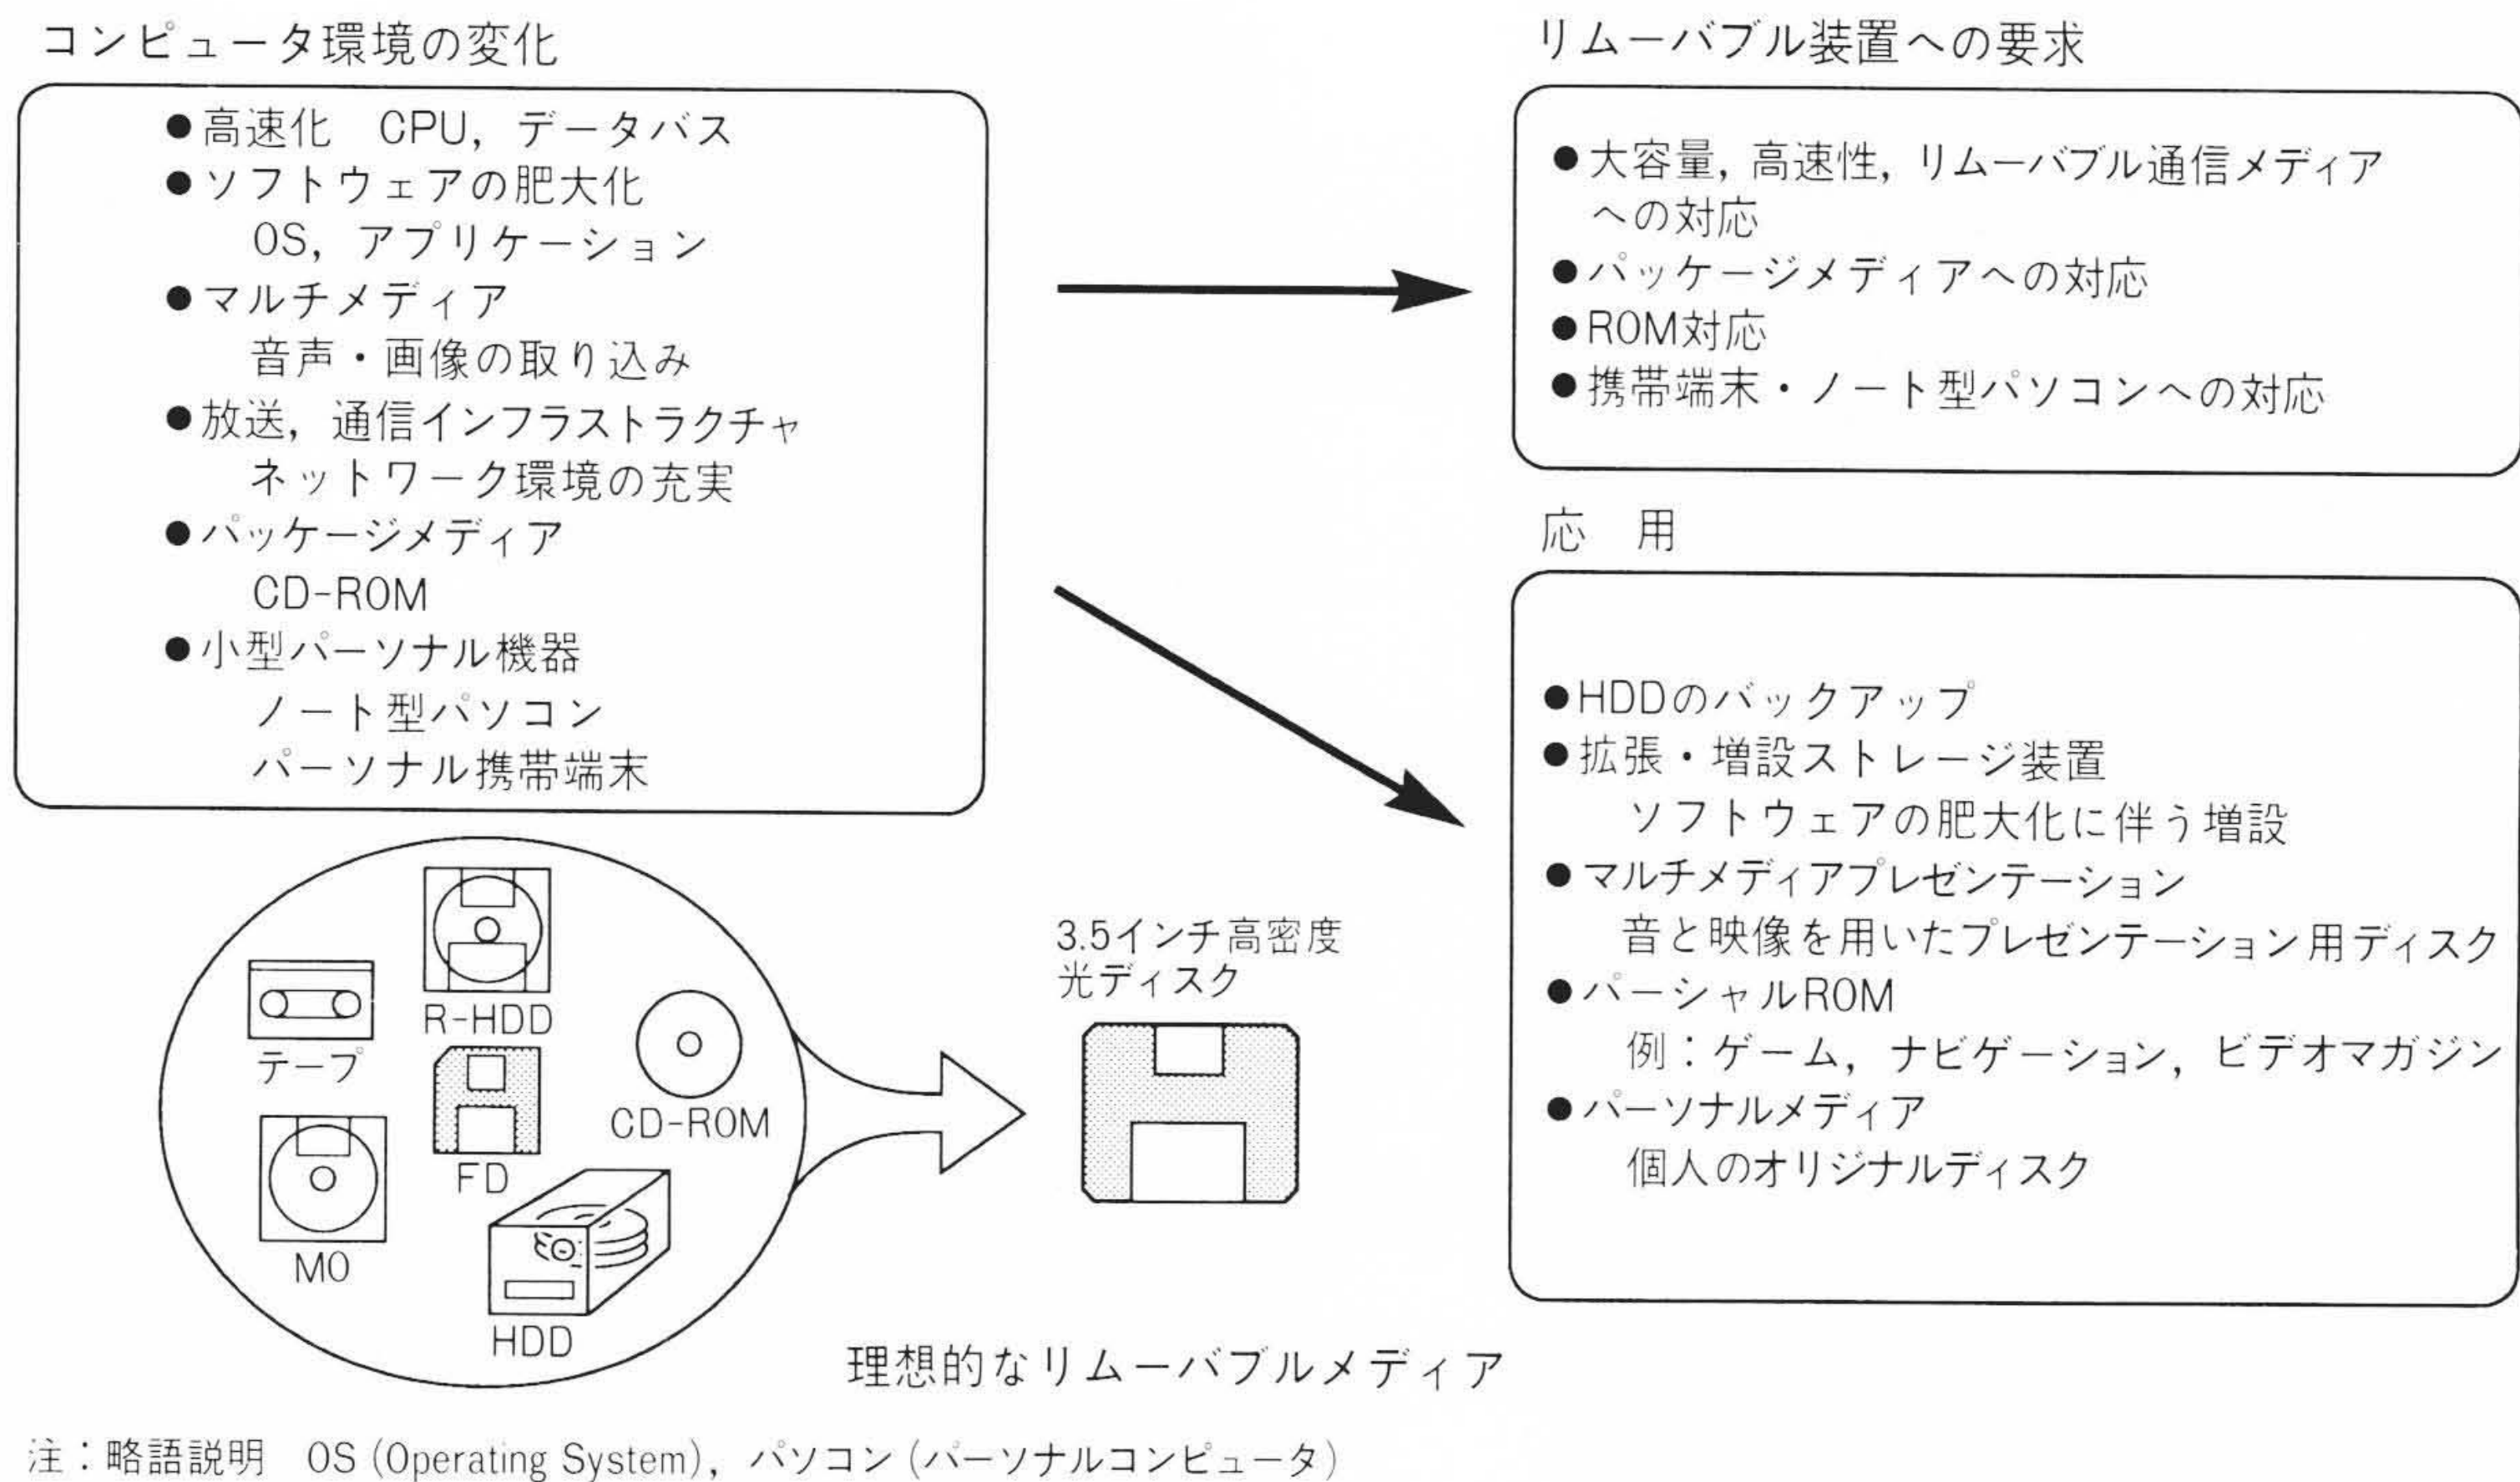 コンピュータ環境の変化
●高速化　CPU，データバス
●ソフトウェアの肥大化
OS，アプリケーション
●マルチメディア
音声・画像の取り込み
●放送，通信インフラストラクチャ
ネットワーク環境の充実
●パッケージメディア
CD-ROM
●小型パーソナル機器
ノート型パソコン
パーソナル携帯端末
リムーバブル装置への要求
●大容量，高速性，リムーバブル通信メディア
への対応
●パッケージメディアへの対応
●ROM対応
●携帯端末・ノート型パソコンへの対応
応　用
●HDDのバックアップ
●拡張・増設ストレージ装置
ソフトウェアの肥大化に伴う増設
●マルチメディアプレゼンテーション
音と映像を用いたプレゼンテーション用ディスク
●パーシャルROM
例：ゲーム，ナビゲーション，ビデオマガジン
●パーソナルメディア
個人のオリジナルディスク
R-HDD
テープ
FD
CD-ROM
MO
HDD
3.5インチ高密度
光ディスク
理想的なリムーバブルメディア
注：略語説明　OS (Operating System)，パソコン (パーソナルコンピュータ)